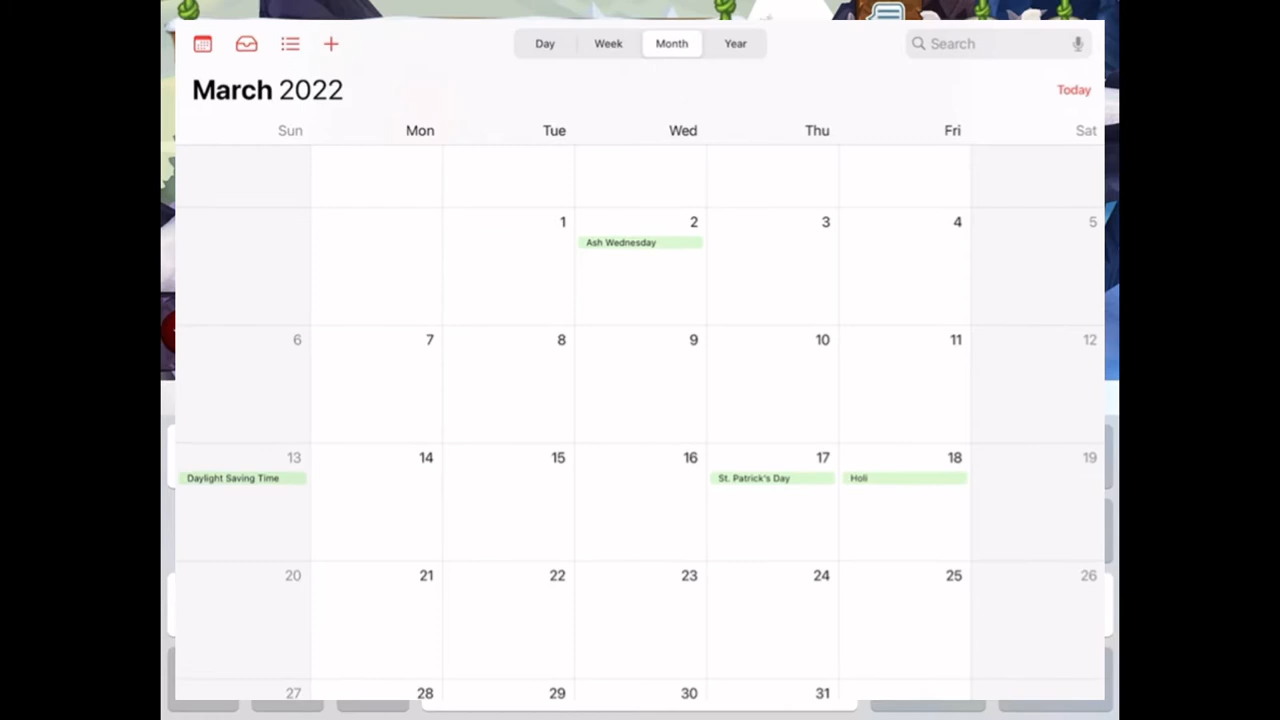 Day Week Month Year
Search
March 2022
Today
Sun Mon Tue Wed Thu Fri Sat
1 2 3 4 5
Ash Wednesday
6 7 8 9 10 11 12
13 14 15 16 17 18 19
Daylight Saving Time St. Patrick's Day Holi
20 21 22 23 24 25 26
27 28 29 30 31